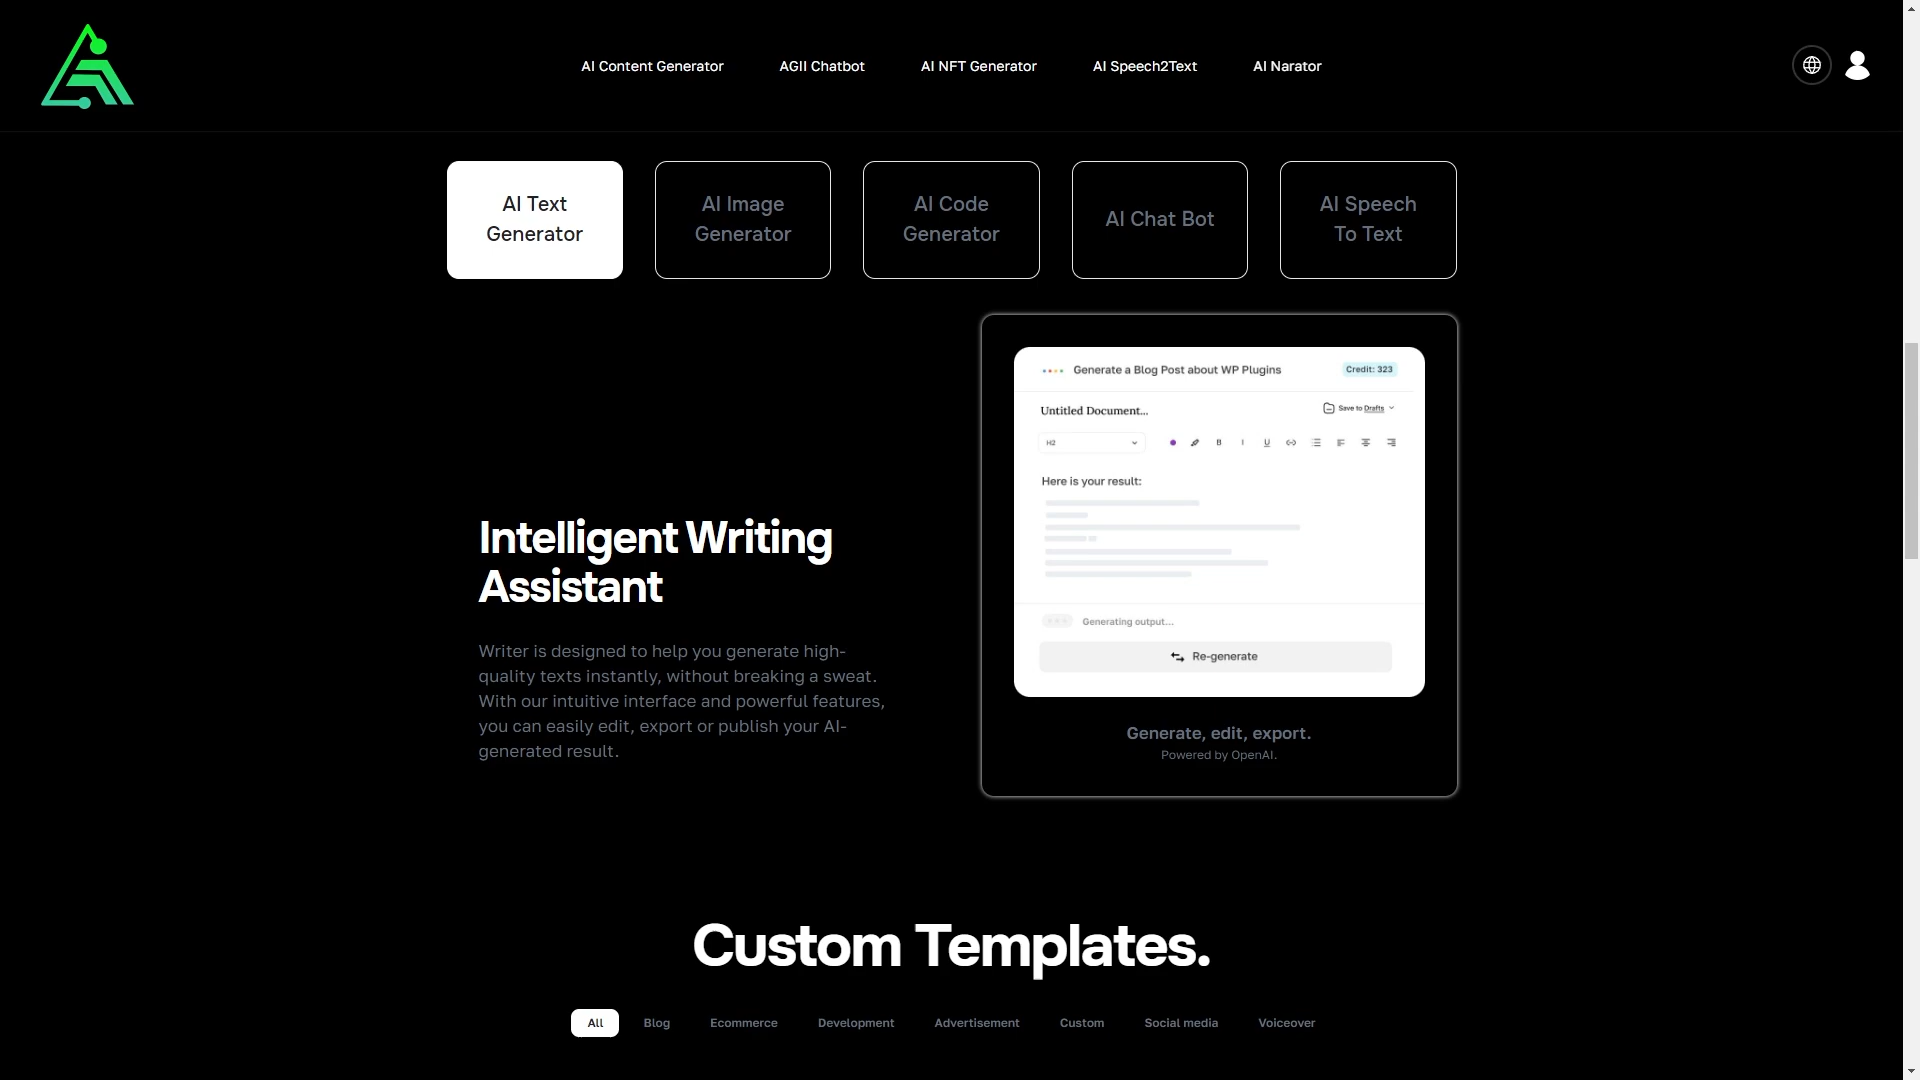 AI Content Generator
AGII Chatbot
AI NFT Generator
AI Speech2Text
AI Narator
AI Text
Generator
AI Image
Generator
AI Code
Generator
AI Chat Bot
AI Speech
To Text
Intelligent Writing
Assistant
Writer is designed to help you generate high-
quality texts instantly, without breaking a sweat.
With our intuitive interface and powerful features,
you can easily edit, export or publish your AI-
generated result.
Generate a Blog Post about WP Plugins
Credit: 323
Untitled Document...
Save to Drafts
H2
B
I
U
Here is your result:
Generating output...
Re-generate
Generate, edit, export.
Powered by OpenAI.
Custom Templates.
All
Blog
Ecommerce
Development
Advertisement
Custom
Social media
Voiceover